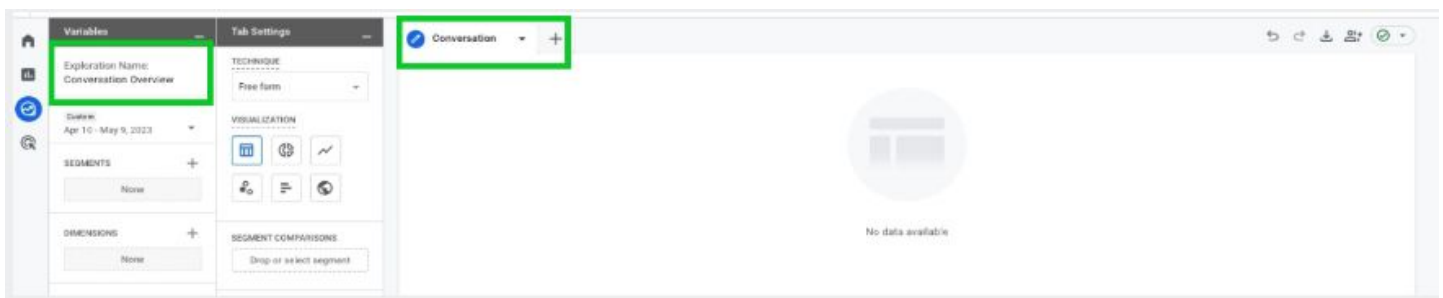 Variables
Exploration Name:
Conversation Overview
Custom
Apr 10 - May 9, 2023
SEGMENTS
None
DIMENSIONS
None
Tab Settings
TECHNIQUE
Free form
VISUALIZATION
SEGMENT COMPARISONS
Drop or select segment
Conversation
No data available